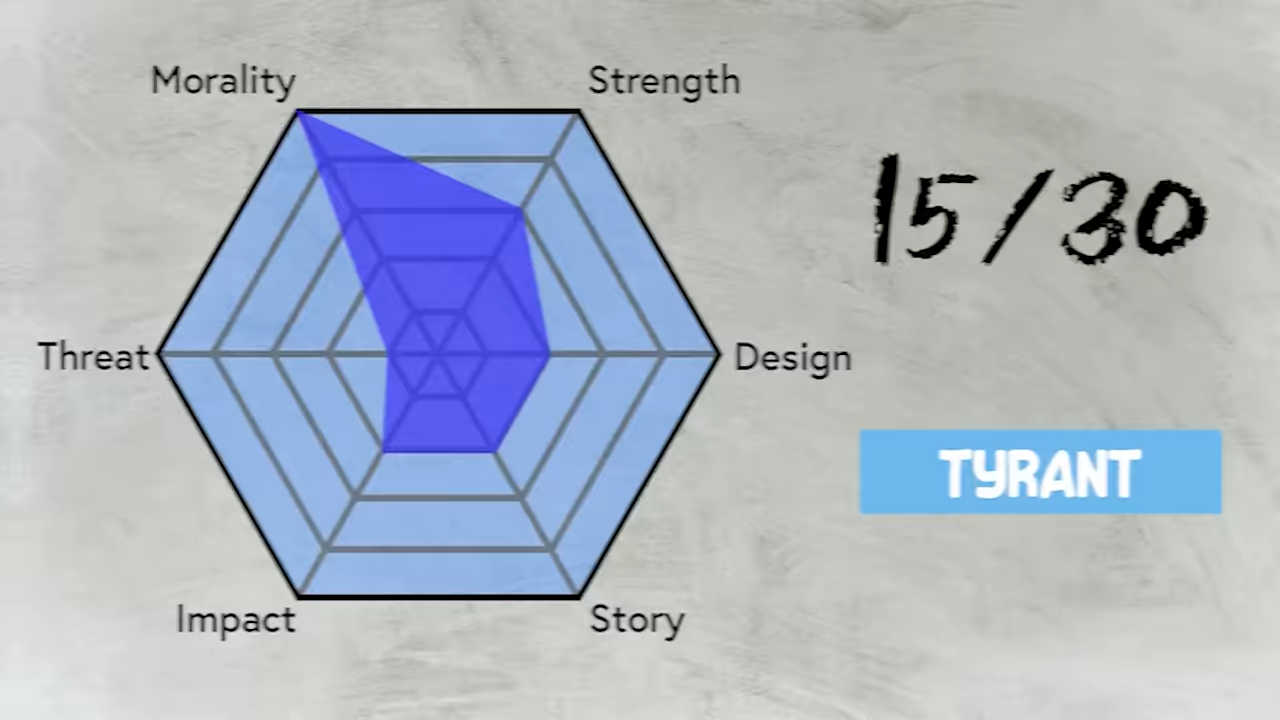 Morality
Strength
15/30
Threat
Design
TYRANT
Impact
Story